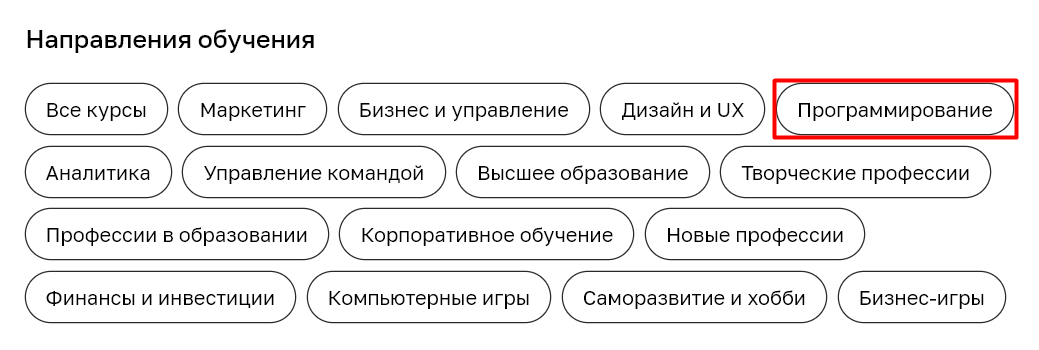 Направления обучения
Все курсы Маркетинг Бизнес и управление Дизайн и UX Программирование
Аналитика Управление командой Высшее образование Творческие профессии
Профессии в образовании Корпоративное обучение Новые профессии
Финансы и инвестиции Компьютерные игры Саморазвитие и хобби Бизнес-игры